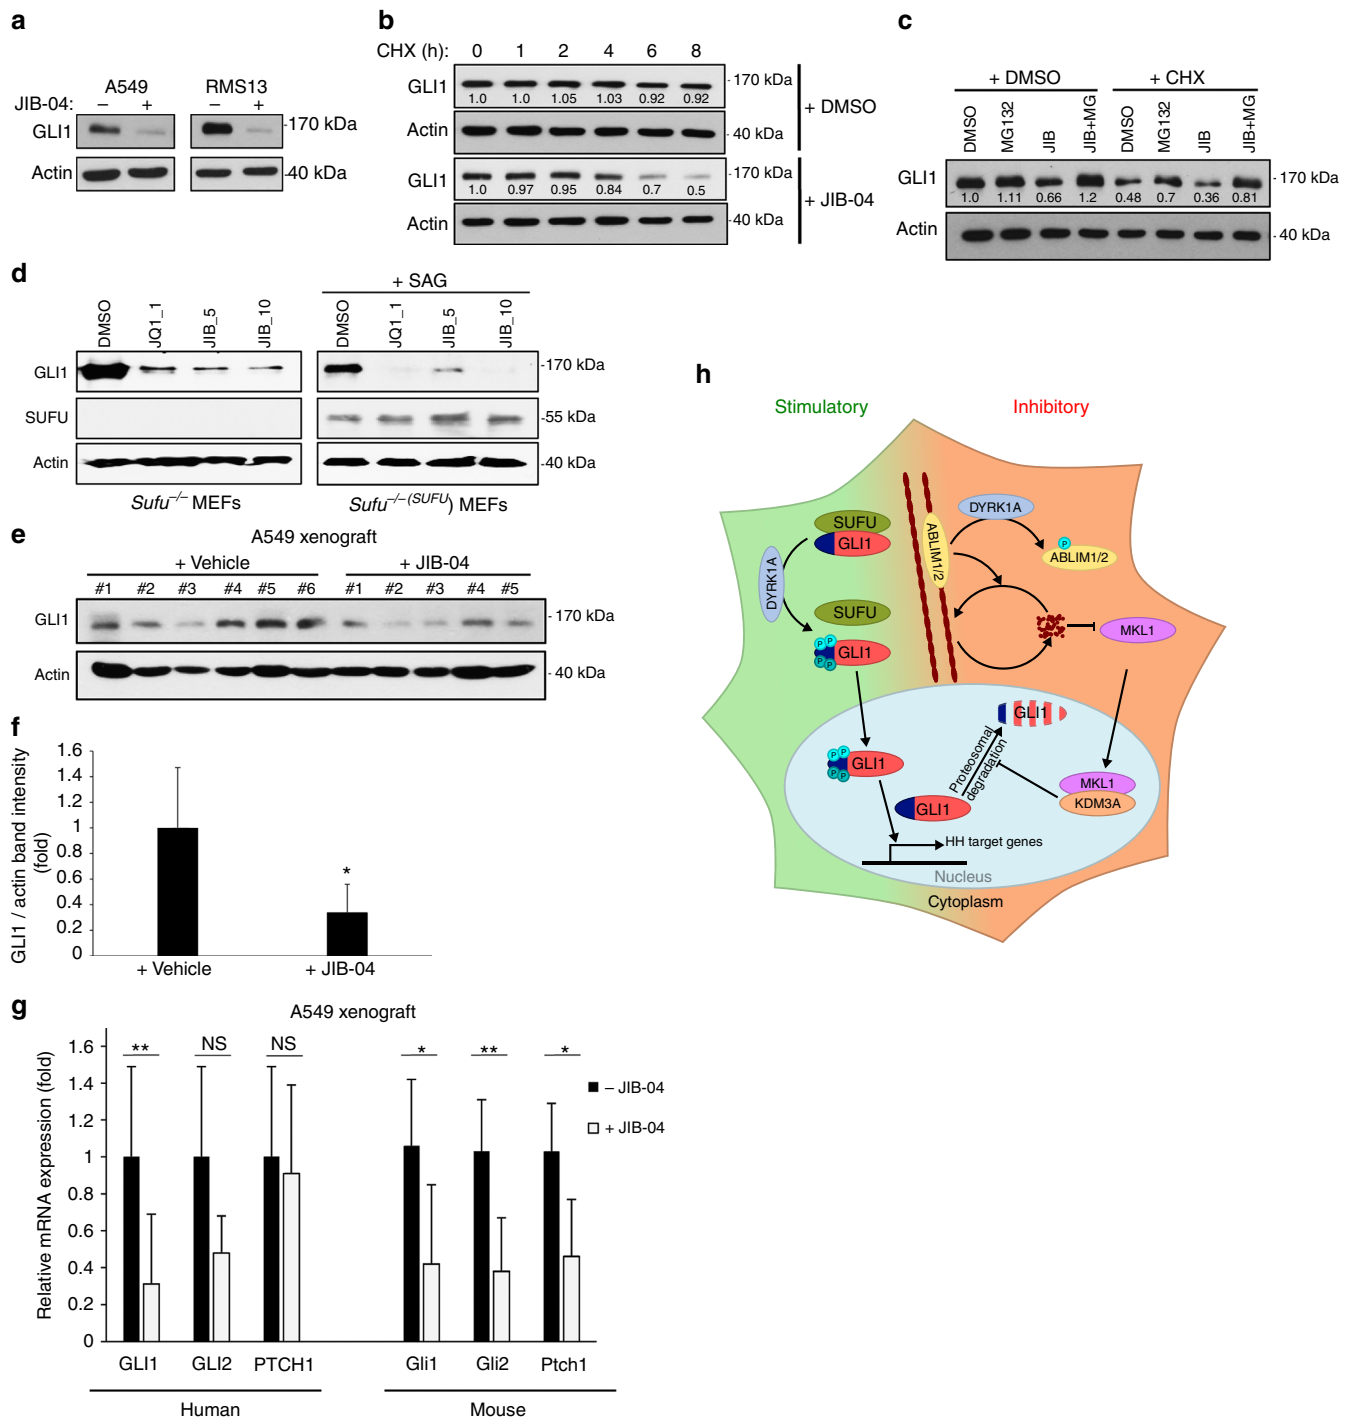 a
A549
RMS13
JIB-04: – + – +
GLI1
-170 kDa
Actin
-40 kDa
b
CHX (h): 0 1 2 4 6 8
GLI1
- 170 kDa
1.0 1.0 1.05 1.03 0.92 0.92
Actin
- 40 kDa
+ DMSO
GLI1
- 170 kDa
1.0 0.97 0.95 0.84 0.7 0.5
Actin
- 40 kDa
+ JIB-04
c
+ DMSO
+ CHX
DMSO MG132 JIB JIB+MG DMSO MG132 JIB JIB+MG
GLI1
- 170 kDa
1.0 1.11 0.66 1.2 0.48 0.7 0.36 0.81
Actin
- 40 kDa
d
+ SAG
DMSO JQ1_1 JIB_5 JIB_10 DMSO JQ1_1 JIB_5 JIB_10
GLI1
-170 kDa
SUFU
-55 kDa
Actin
-40 kDa
Sufu–/– MEFs
Sufu–/–(SUFU) MEFs
e
A549 xenograft
+ Vehicle
+ JIB-04
#1 #2 #3 #4 #5 #6 #1 #2 #3 #4 #5
GLI1
- 170 kDa
Actin
- 40 kDa
f
GLI1 / actin band intensity
(fold)
1.6
1.4
1.2
1
0.8
0.6
0.4
0.2
0
*
+ Vehicle
+ JIB-04
g
A549 xenograft
Relative mRNA expression (fold)
1.6
1.4
1.2
1
0.8
0.6
0.4
0.2
0
** NS NS * ** *
– JIB-04
+ JIB-04
GLI1 GLI2 PTCH1 Gli1 Gli2 Ptch1
Human
Mouse
h
Stimulatory
Inhibitory
SUFU
GLI1
DYRK1A
SUFU
P P
P P
GLI1
ABLIM1/2
DYRK1A
P
ABLIM1/2
MKL1
P P
P P
GLI1
GLI1
Proteosomal
degradation
GLI1
MKL1
KDM3A
HH target genes
Nucleus
Cytoplasm